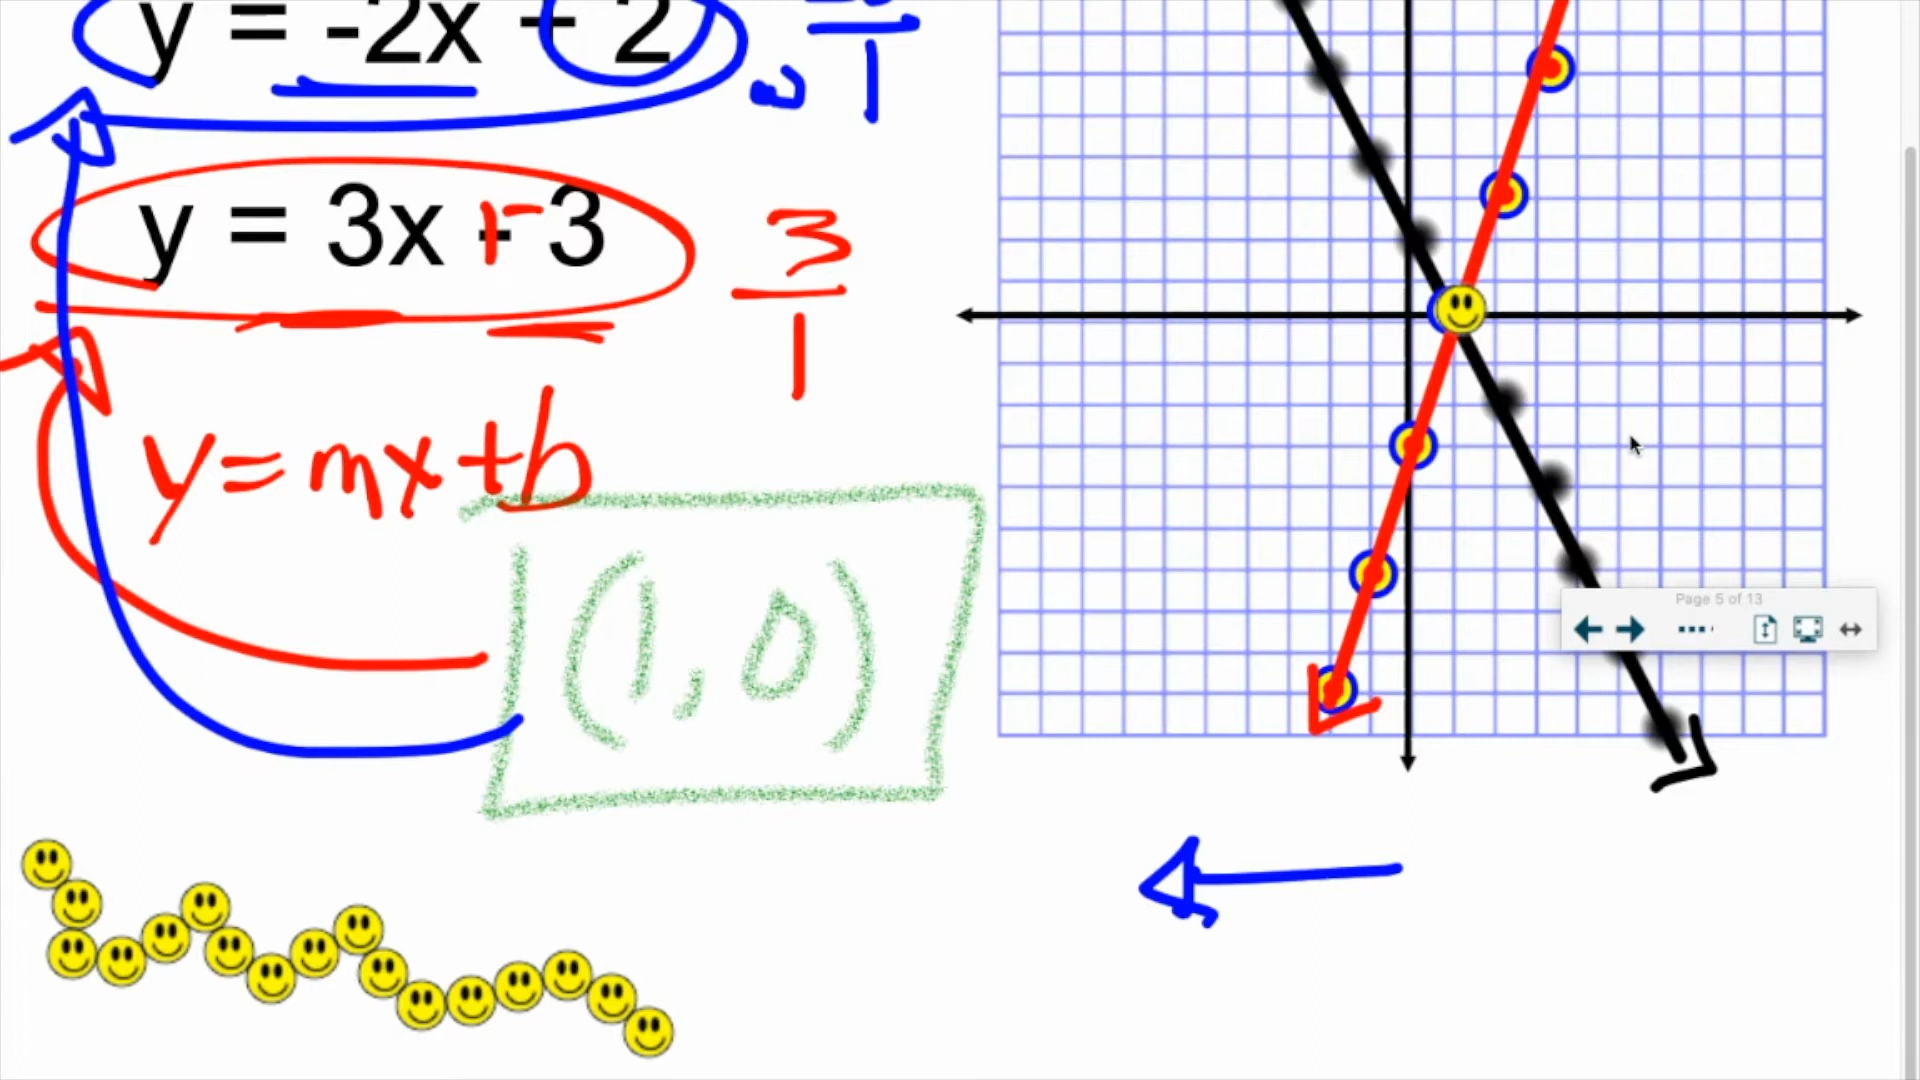 y = -2x + 2
1
y = 3x - 3
3
1
y=mx+b
(1, 0)
Page 5 of 13